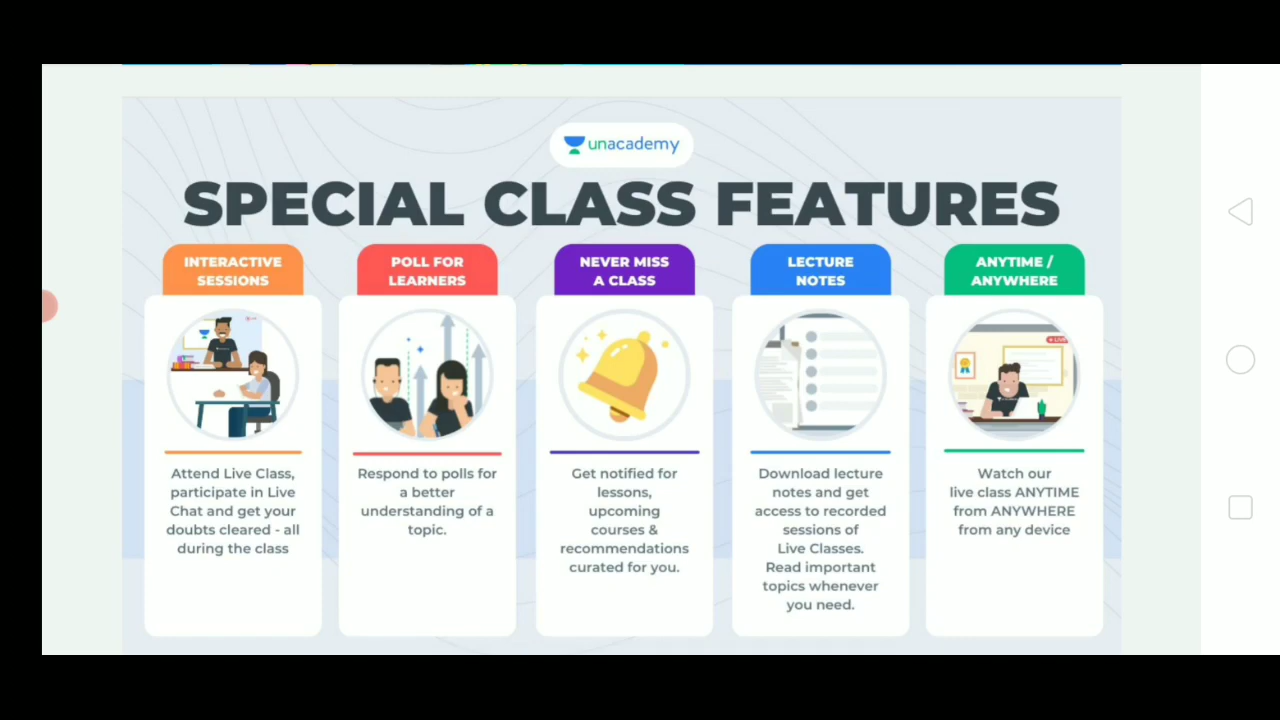 unacademy
SPECIAL CLASS FEATURES
INTERACTIVE
SESSIONS
Attend Live Class,
participate in Live
Chat and get your
doubts cleared - all
during the class
POLL FOR
LEARNERS
Respond to polls for
a better
understanding of a
topic.
NEVER MISS
A CLASS
Get notified for
lessons,
upcoming
courses &
recommendations
curated for you.
LECTURE
NOTES
Download lecture
notes and get
access to recorded
sessions of
Live Classes.
Read important
topics whenever
you need.
ANYTIME /
ANYWHERE
LIVE
Watch our
live class ANYTIME
from ANYWHERE
from any device